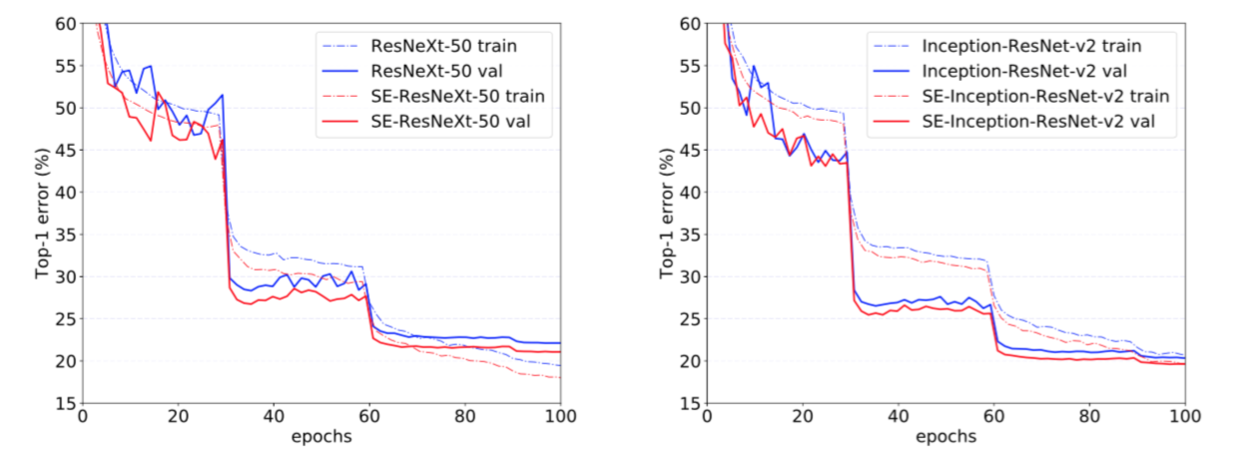 60
55
50
45
40
35
30
25
20
15
Top-1 error (%)
0 20 40 60 80 100
epochs
ResNeXt-50 train
ResNeXt-50 val
SE-ResNeXt-50 train
SE-ResNeXt-50 val
60
55
50
45
40
35
30
25
20
15
Top-1 error (%)
0 20 40 60 80 100
epochs
Inception-ResNet-v2 train
Inception-ResNet-v2 val
SE-Inception-ResNet-v2 train
SE-Inception-ResNet-v2 val